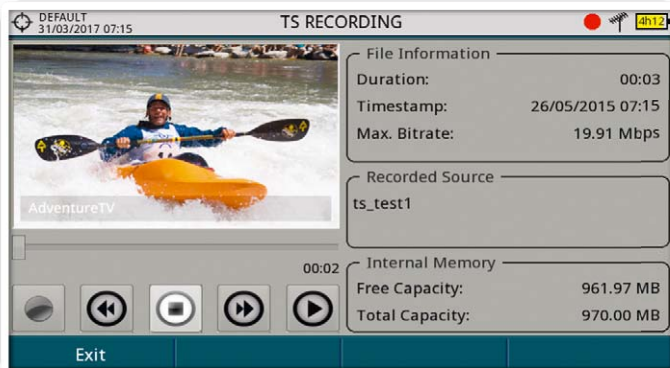 DEFAULT
31/03/2017 07:15
TS RECORDING
4h12
AdventureTV
00:02
File Information
Duration: 00:03
Timestamp: 26/05/2015 07:15
Max. Bitrate: 19.91 Mbps
Recorded Source
ts_test1
Internal Memory
Free Capacity: 961.97 MB
Total Capacity: 970.00 MB
Exit